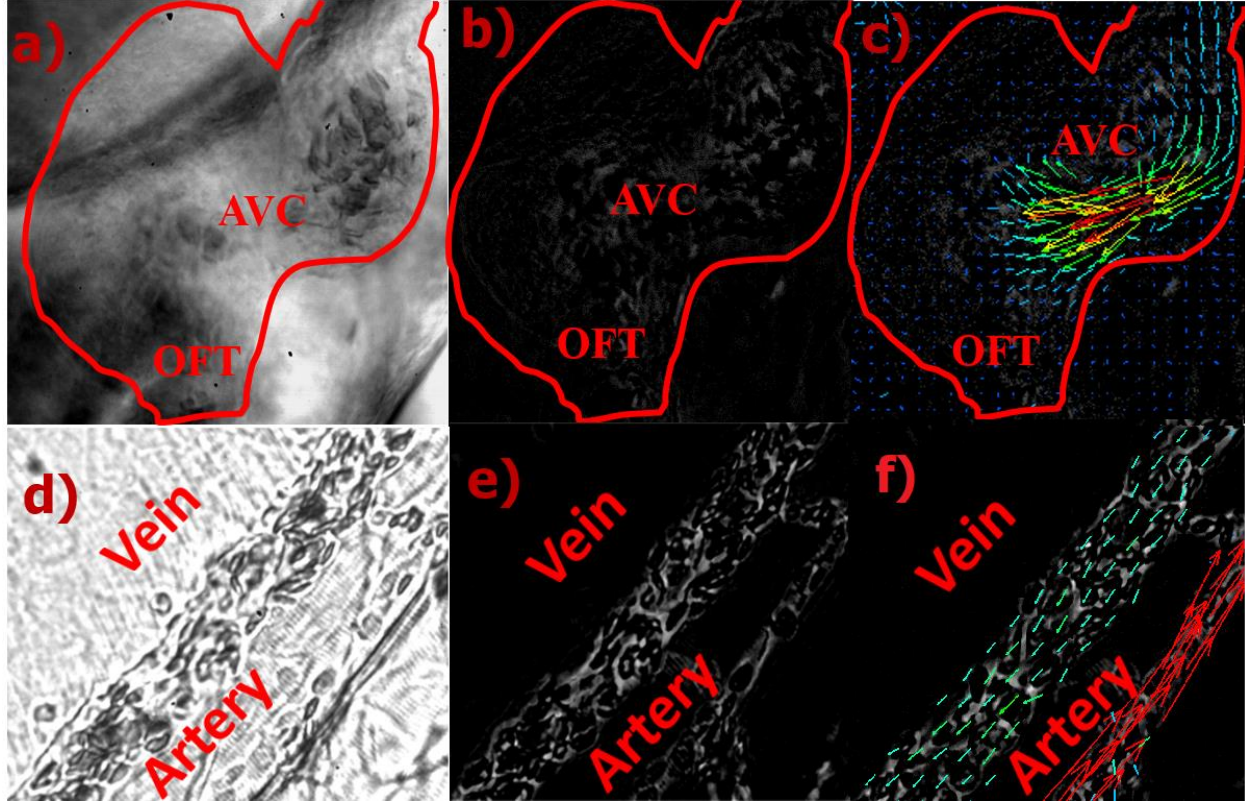 a)
b)
c)
AVC
AVC
AVC
OFT
OFT
OFT
d)
e)
f)
Vein
Vein
Vein
Artery
Artery
Artery